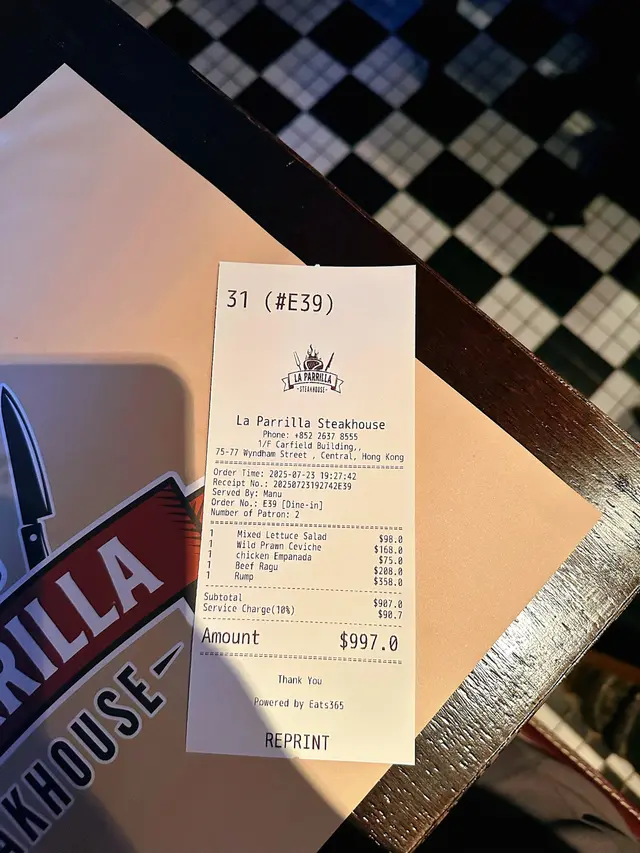 31 (#E39)
LA PARRILLA
STEAKHOUSE
La Parrilla Steakhouse
Phone: +852 2637 8555
1/F Carfield Building,,
75-77 Wyndham Street , Central, Hong Kong
Order Time: 2025-07-23 19:27:42
Receipt No.: 20250723192742E39
Served By: Manu
Order No.: E39 [Dine-in]
Number of Patron: 2
1 Mixed Lettuce Salad $98.0
1 Wild Prawn Ceviche $168.0
1 chicken Empanada $75.0
1 Beef Ragu $208.0
1 Rump $358.0
Subtotal $907.0
Service Charge(10%) $90.7
Amount $997.0
Thank You
Powered by Eats365
REPRINT
RRILLA
AKHOUSE